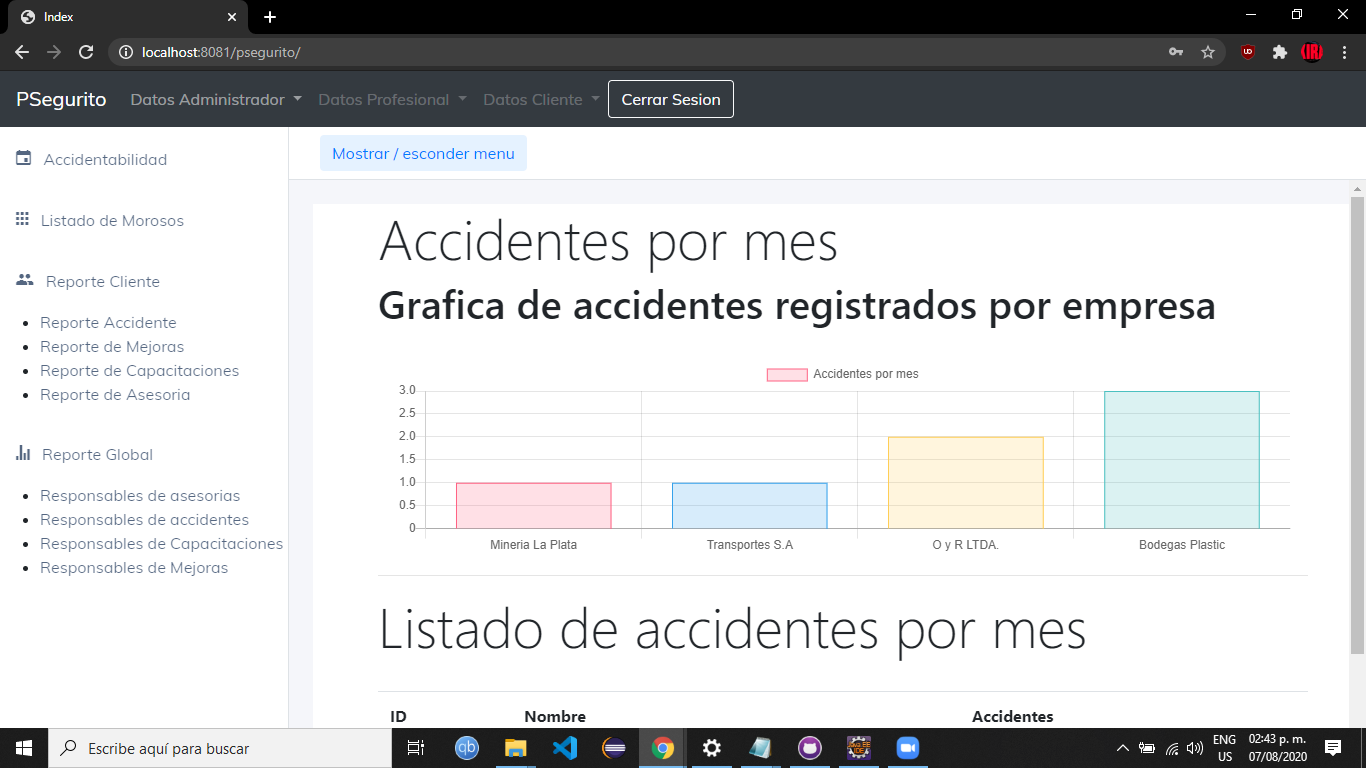 Index
localhost:8081/psegurito/
PSegurito
Datos Administrador
Datos Profesional
Datos Cliente
Cerrar Sesion
Accidentabilidad
Listado de Morosos
Reporte Cliente
Reporte Accidente
Reporte de Mejoras
Reporte de Capacitaciones
Reporte de Asesoria
Reporte Global
Responsables de asesorias
Responsables de accidentes
Responsables de Capacitaciones
Responsables de Mejoras
Mostrar / esconder menu
Accidentes por mes
Grafica de accidentes registrados por empresa
Accidentes por mes
3.0
2.5
2.0
1.5
1.0
0.5
0
Mineria La Plata
Transportes S.A
O y R LTDA.
Bodegas Plastic
Listado de accidentes por mes
ID Nombre Accidentes
Escribe aquí para buscar
qb
ENG
US
02:43 p. m.
07/08/2020